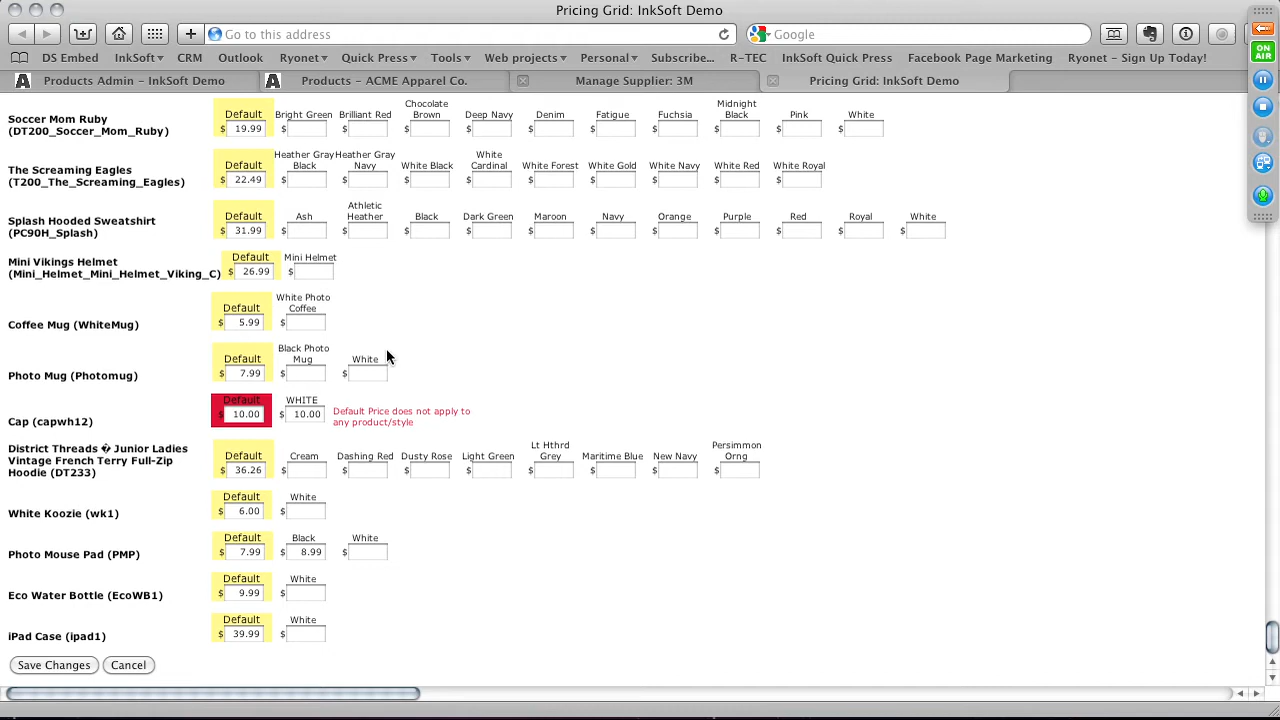 Pricing Grid: InkSoft Demo
Go to this address
Google
DS Embed InkSoft CRM Outlook Ryonet Quick Press Subscribe... Tools Web projects Personal R-TEC InkSoft Quick Press Facebook Page Marketing Ryonet - Sign Up Today!
Products Admin - InkSoft Demo
Products - ACME Apparel Co.
Manage Supplier: 3M
Pricing Grid: InkSoft Demo
ON AIR
Soccer Mom Ruby
(DT200_Soccer_Mom_Ruby)
Default Bright Green Brilliant Red Chocolate Brown Deep Navy Denim Fatigue Fuchsia Midnight Black Pink White
$ 19.99 $ $ $ $ $ $ $ $ $ $
The Screaming Eagles
(T200_The_Screaming_Eagles)
Default Heather Gray Black Heather Gray Navy White Black White Cardinal White Forest White Gold White Navy White Red White Royal
$ 22.49 $ $ $ $ $ $ $ $ $
Splash Hooded Sweatshirt
(PC90H_Splash)
Default Ash Athletic Heather Black Dark Green Maroon Navy Orange Purple Red Royal White
$ 31.99 $ $ $ $ $ $ $ $ $ $ $
Mini Vikings Helmet
(Mini_Helmet_Mini_Helmet_Viking_C)
Default Mini Helmet
$ 26.99 $
Coffee Mug (WhiteMug)
Default White Photo Coffee
$ 5.99 $
Photo Mug (Photomug)
Default Black Photo Mug White
$ 7.99 $ $
Cap (capwh12)
Default WHITE
$ 10.00 $ 10.00
Default Price does not apply to
any product/style
District Threads � Junior Ladies
Vintage French Terry Full-Zip
Hoodie (DT233)
Default Cream Dashing Red Dusty Rose Light Green Lt Hthrd Grey Maritime Blue New Navy Persimmon Orng
$ 36.26 $ $ $ $ $ $ $ $
White Koozie (wk1)
Default White
$ 6.00 $
Photo Mouse Pad (PMP)
Default Black White
$ 7.99 $ 8.99 $
Eco Water Bottle (EcoWB1)
Default White
$ 9.99 $
iPad Case (ipad1)
Default White
$ 39.99 $
Save Changes Cancel